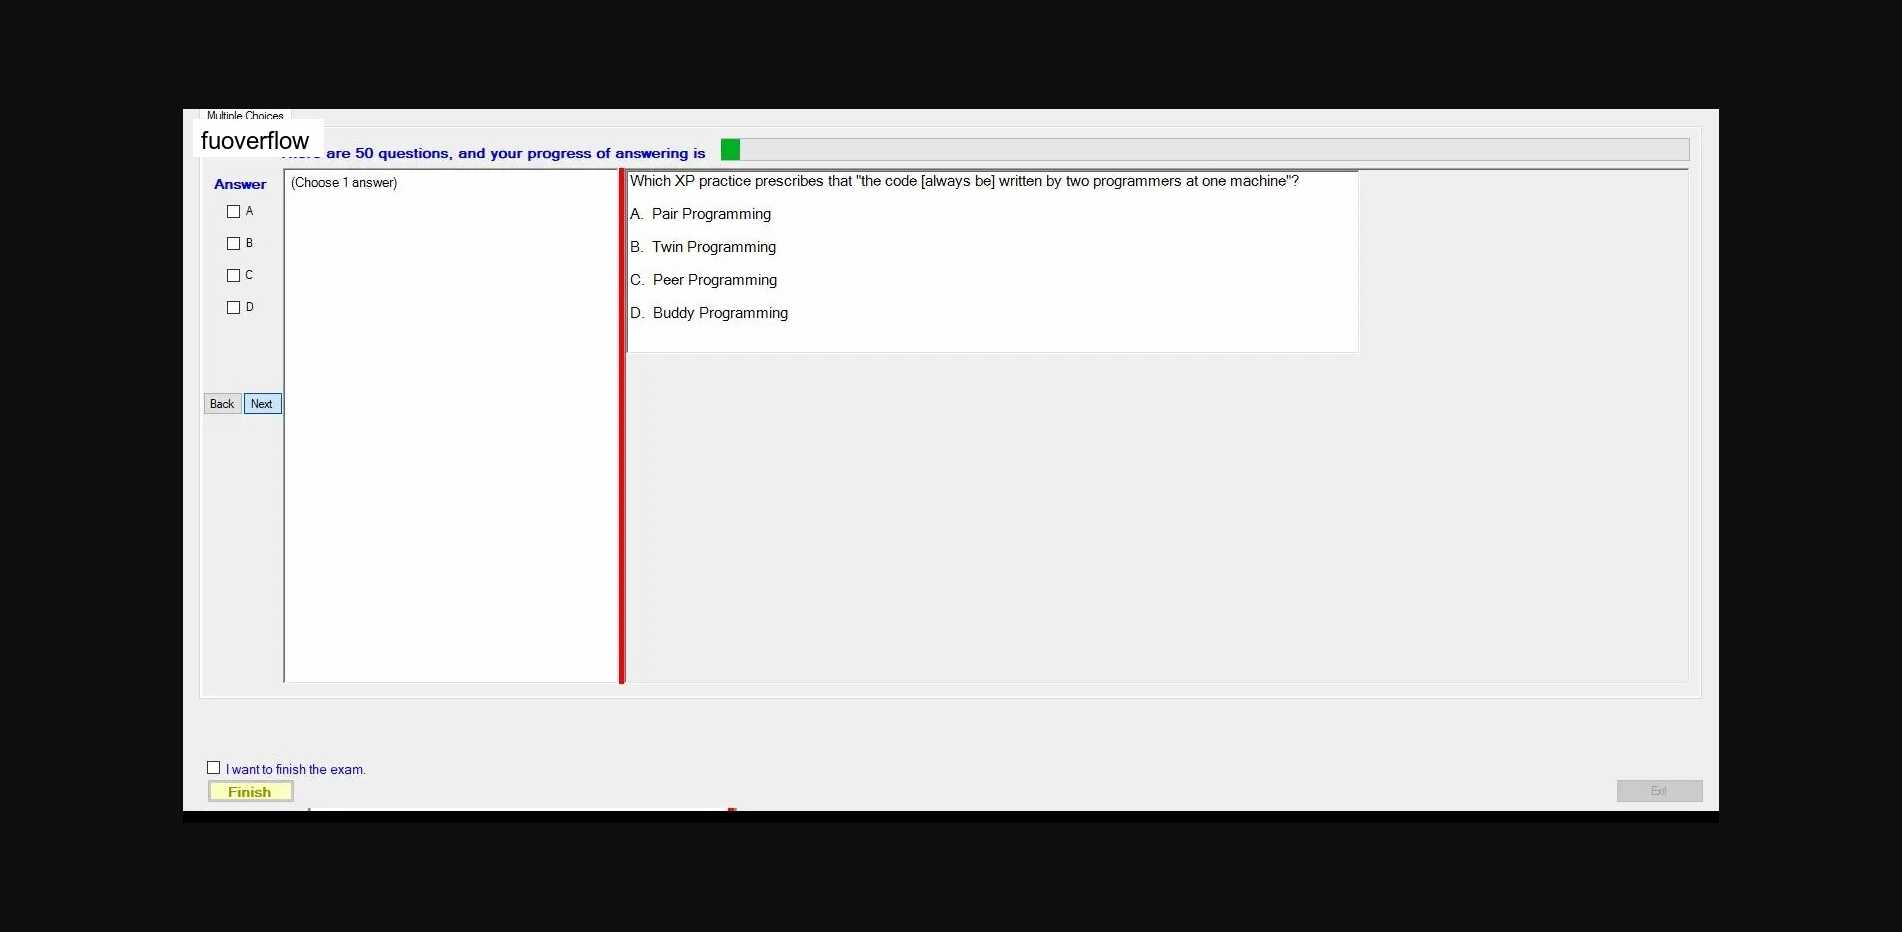 Multiple Choices
fuoverflow
are 50 questions, and your progress of answering is
Answer
(Choose 1 answer)
A
B
C
D
Back Next
Which XP practice prescribes that "the code [always be] written by two programmers at one machine"?
A. Pair Programming
B. Twin Programming
C. Peer Programming
D. Buddy Programming
I want to finish the exam.
Finish
Exit